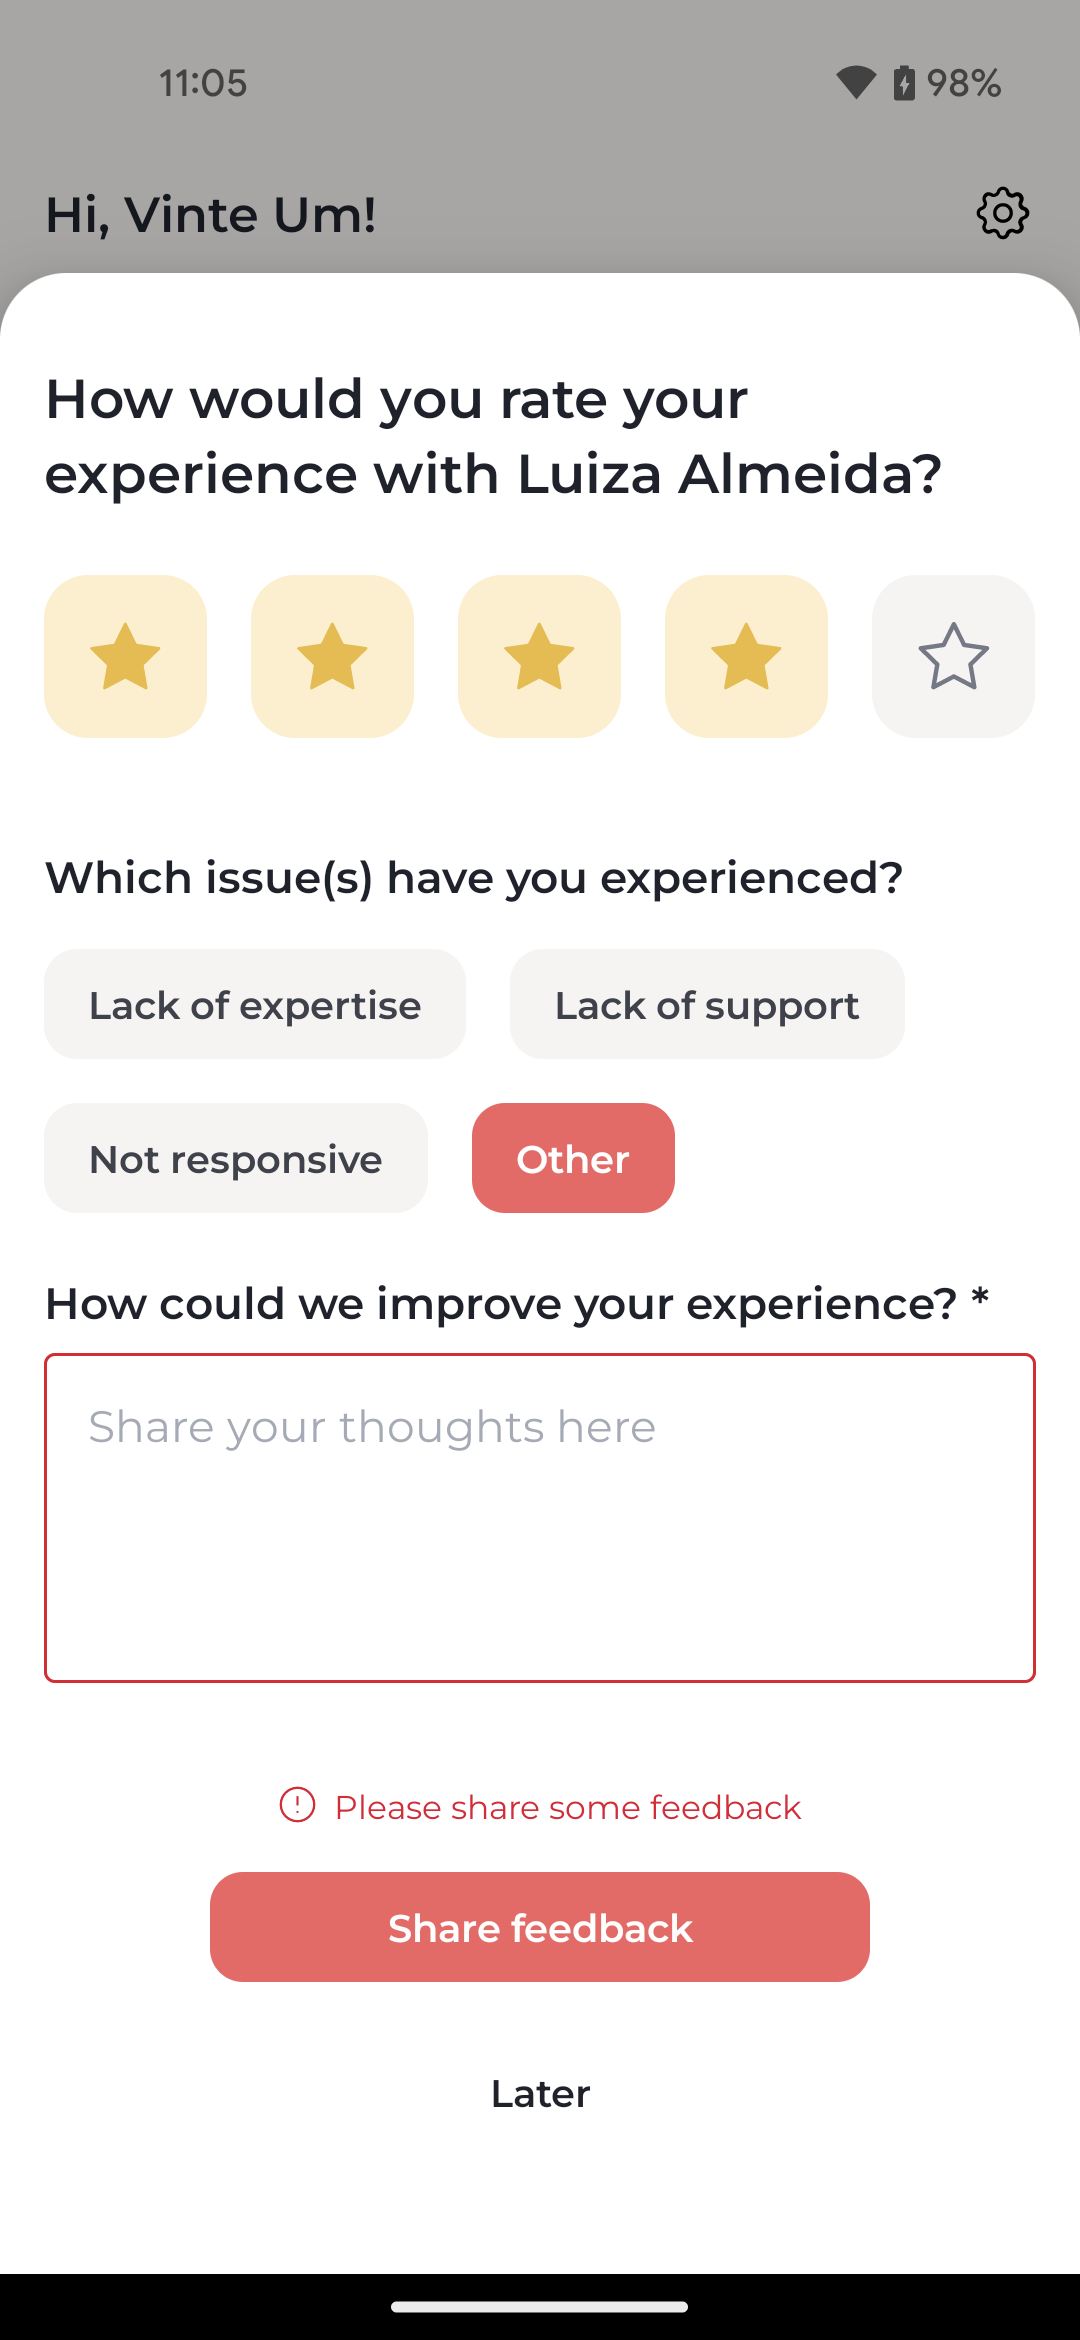 11:05
98%
Hi, Vinte Um!
How would you rate your
experience with Luiza Almeida?
Which issue(s) have you experienced?
Lack of expertise
Lack of support
Not responsive
Other
How could we improve your experience? *
Share your thoughts here
Please share some feedback
Share feedback
Later